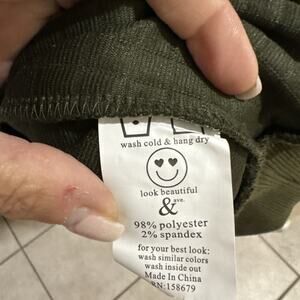 wash cold & hang dry
look beautiful
& ave.
98% polyester
2% spandex
for your best look:
wash similar colors
wash inside out
Made In China
RN:158679